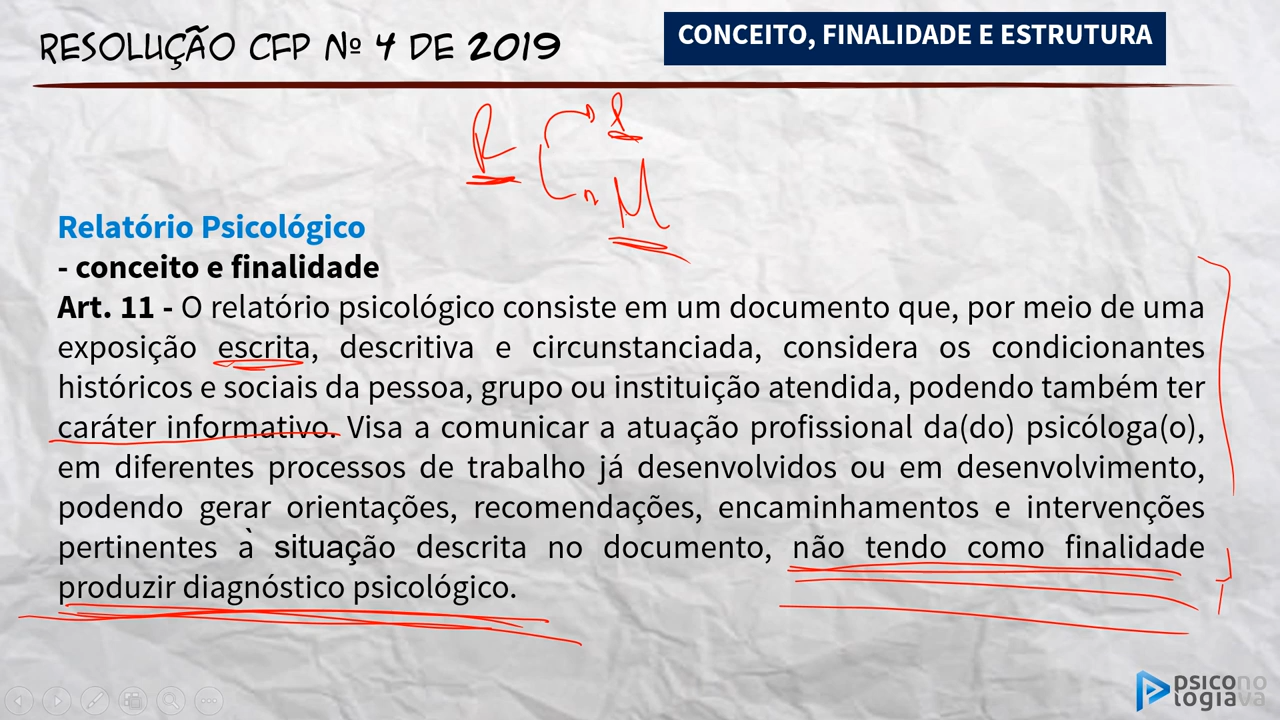 RESOLUÇÃO CFP Nº 4 DE 2019
CONCEITO, FINALIDADE E ESTRUTURA
R
M
Relatório Psicológico
- conceito e finalidade
Art. 11 - O relatório psicológico consiste em um documento que, por meio de uma
exposição escrita, descritiva e circunstanciada, considera os condicionantes
históricos e sociais da pessoa, grupo ou instituição atendida, podendo também ter
caráter informativo. Visa a comunicar a atuação profissional da(do) psicóloga(o),
em diferentes processos de trabalho já desenvolvidos ou em desenvolvimento,
podendo gerar orientações, recomendações, encaminhamentos e intervenções
pertinentes à situação descrita no documento, não tendo como finalidade
produzir diagnóstico psicológico.
psicono
logiava